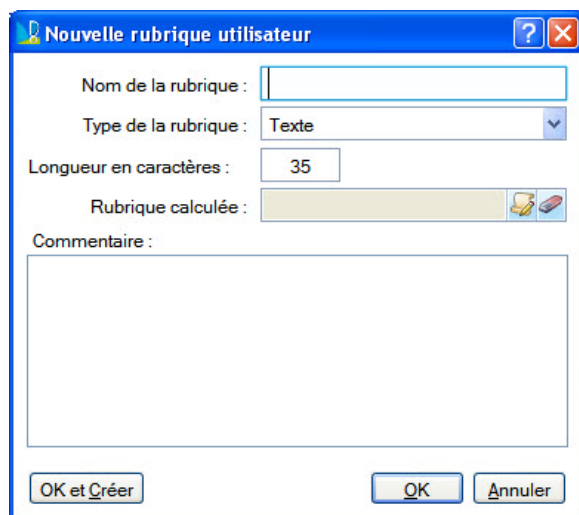 Nouvelle rubrique utilisateur
Nom de la rubrique :
Type de la rubrique : Texte
Longueur en caractères : 35
Rubrique calculée :
Commentaire :
OK et Créer OK Annuler